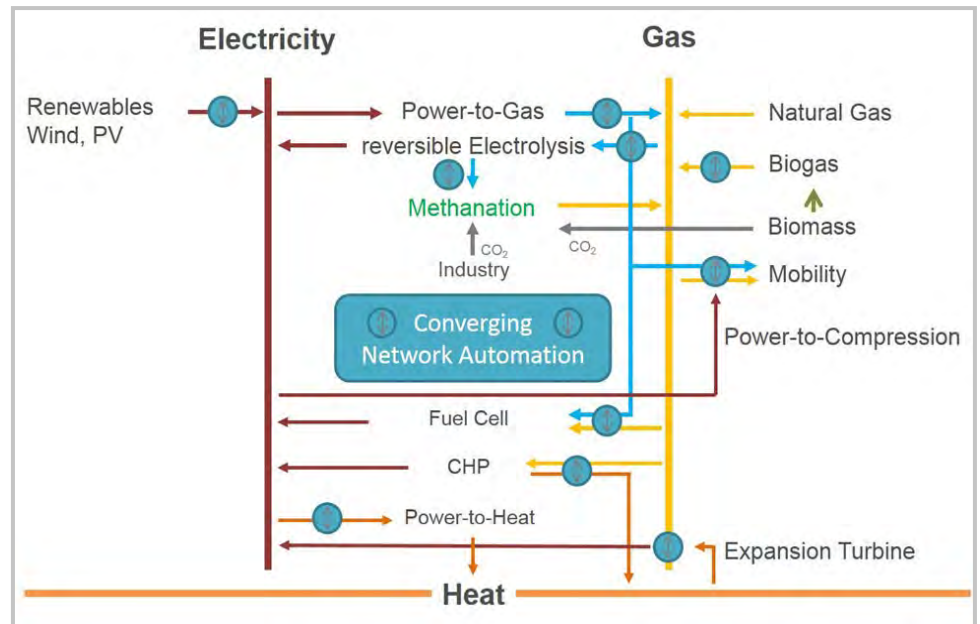 Electricity
Gas
Renewables
Wind, PV
Power-to-Gas
Natural Gas
reversible Electrolysis
Biogas
Methanation
Biomass
CO₂
CO₂
Industry
Mobility
Converging
Network Automation
Power-to-Compression
Fuel Cell
CHP
Power-to-Heat
Expansion Turbine
Heat